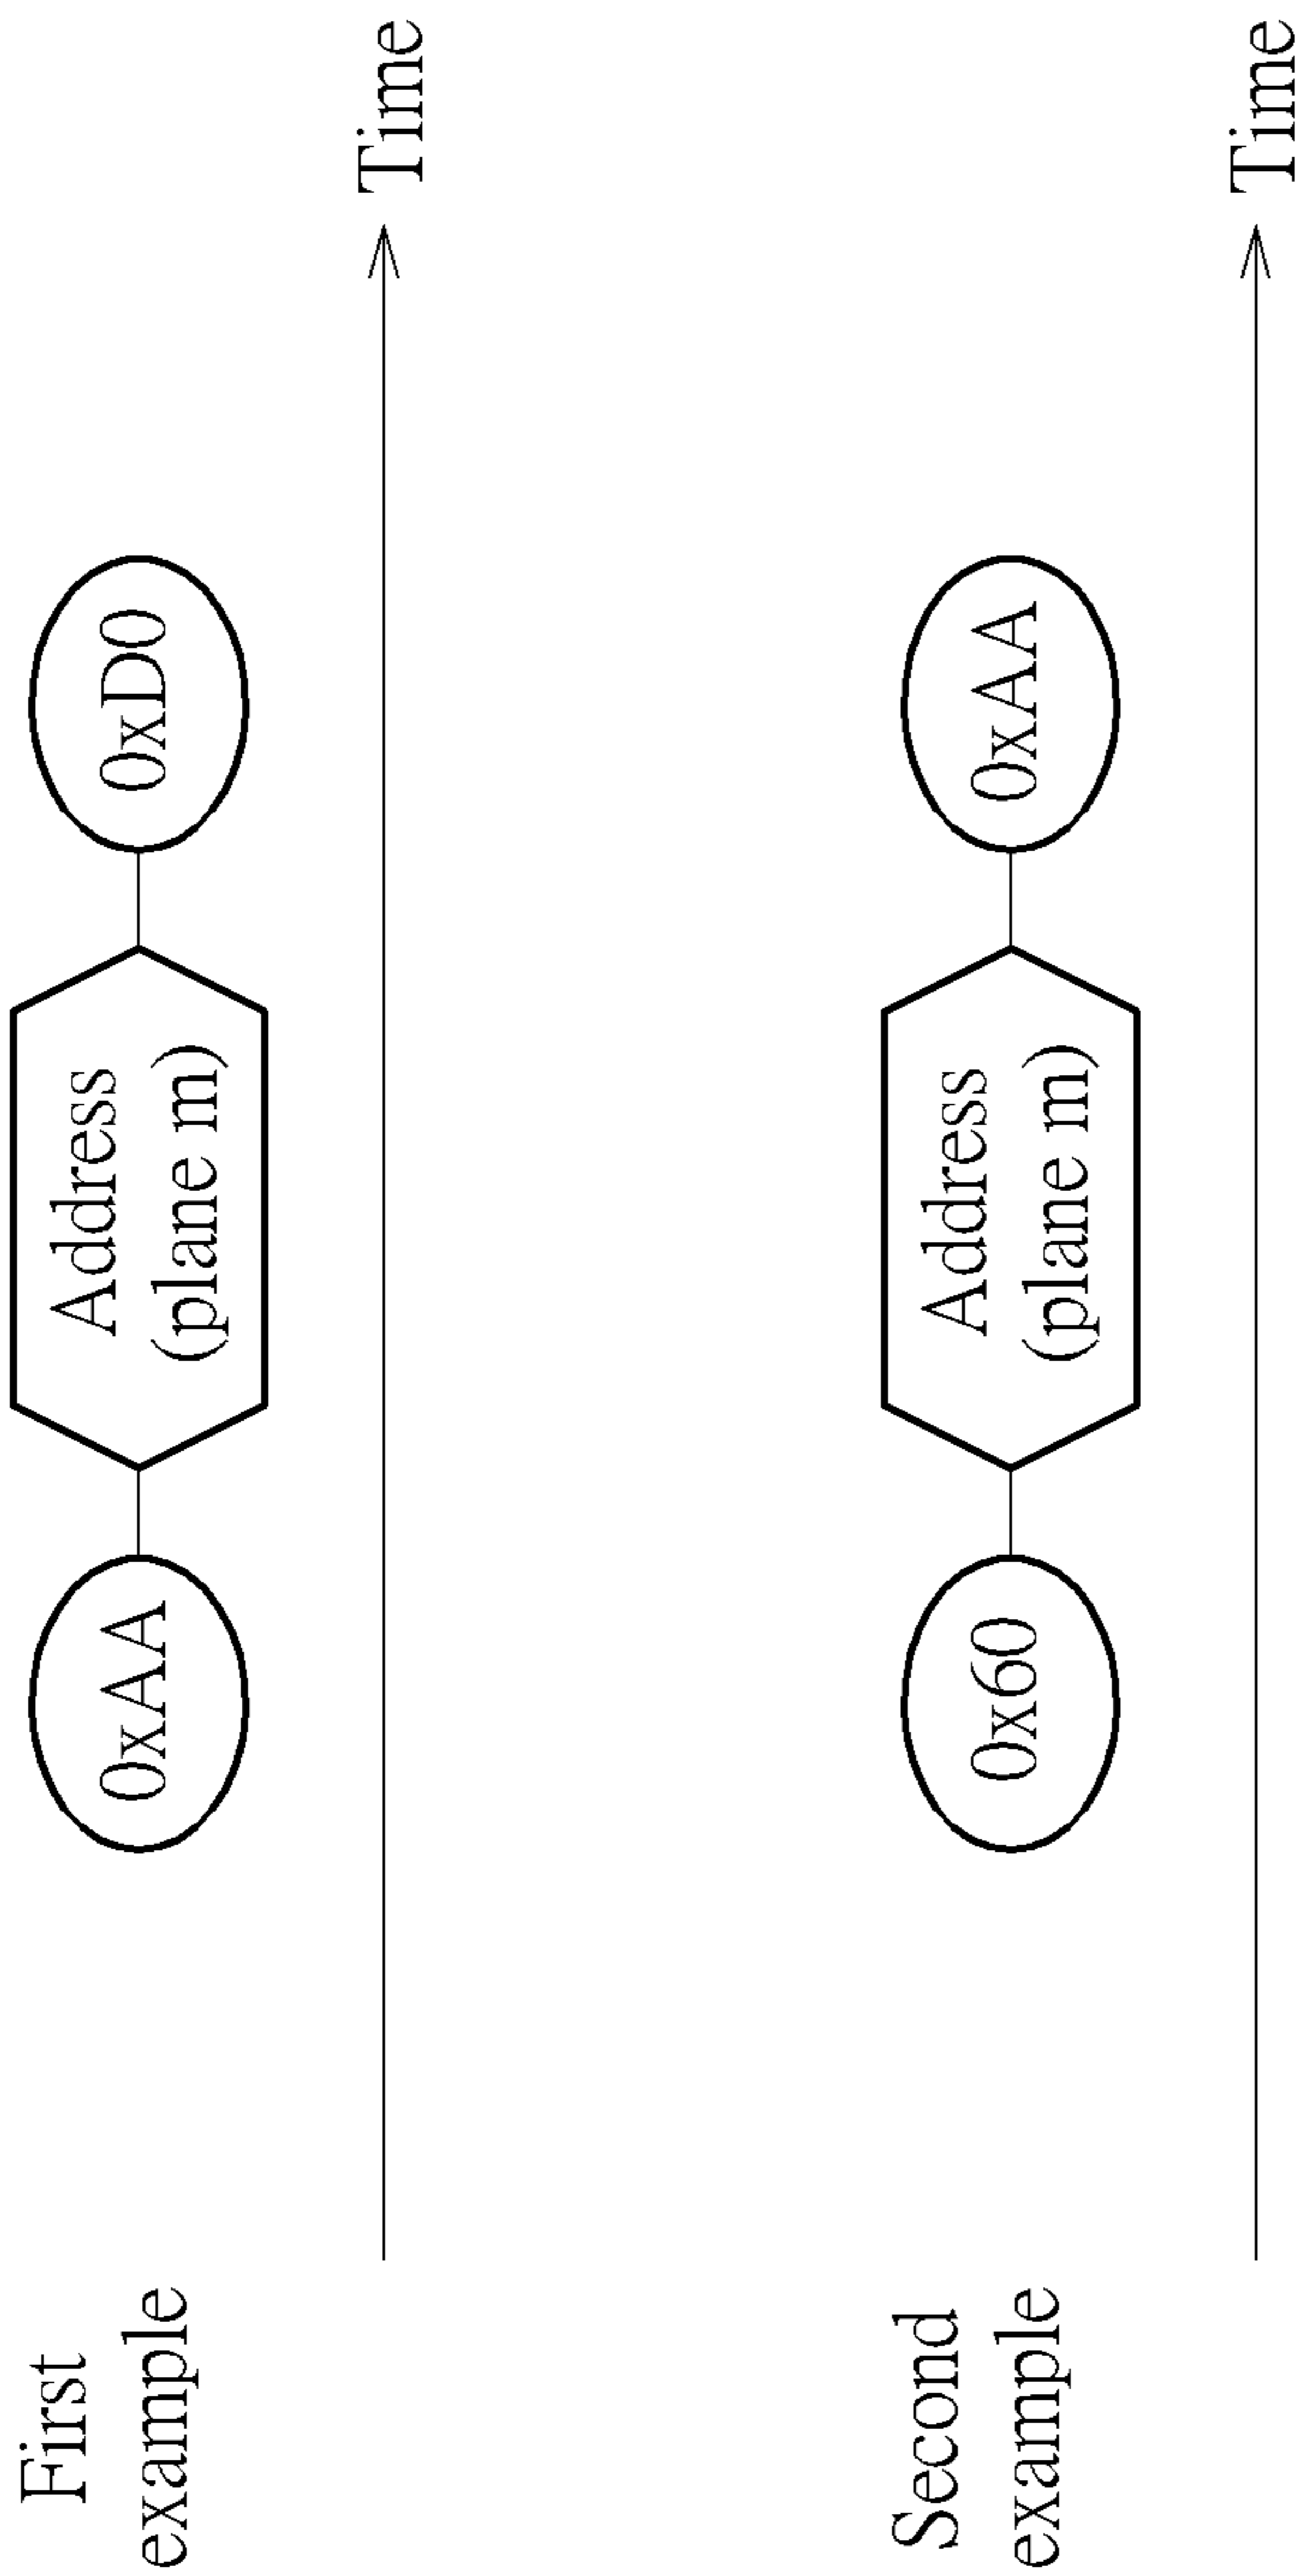 First
example
0xAA
Address
(plane m)
0xD0
Time
Second
example
0x60
Address
(plane m)
0xAA
Time